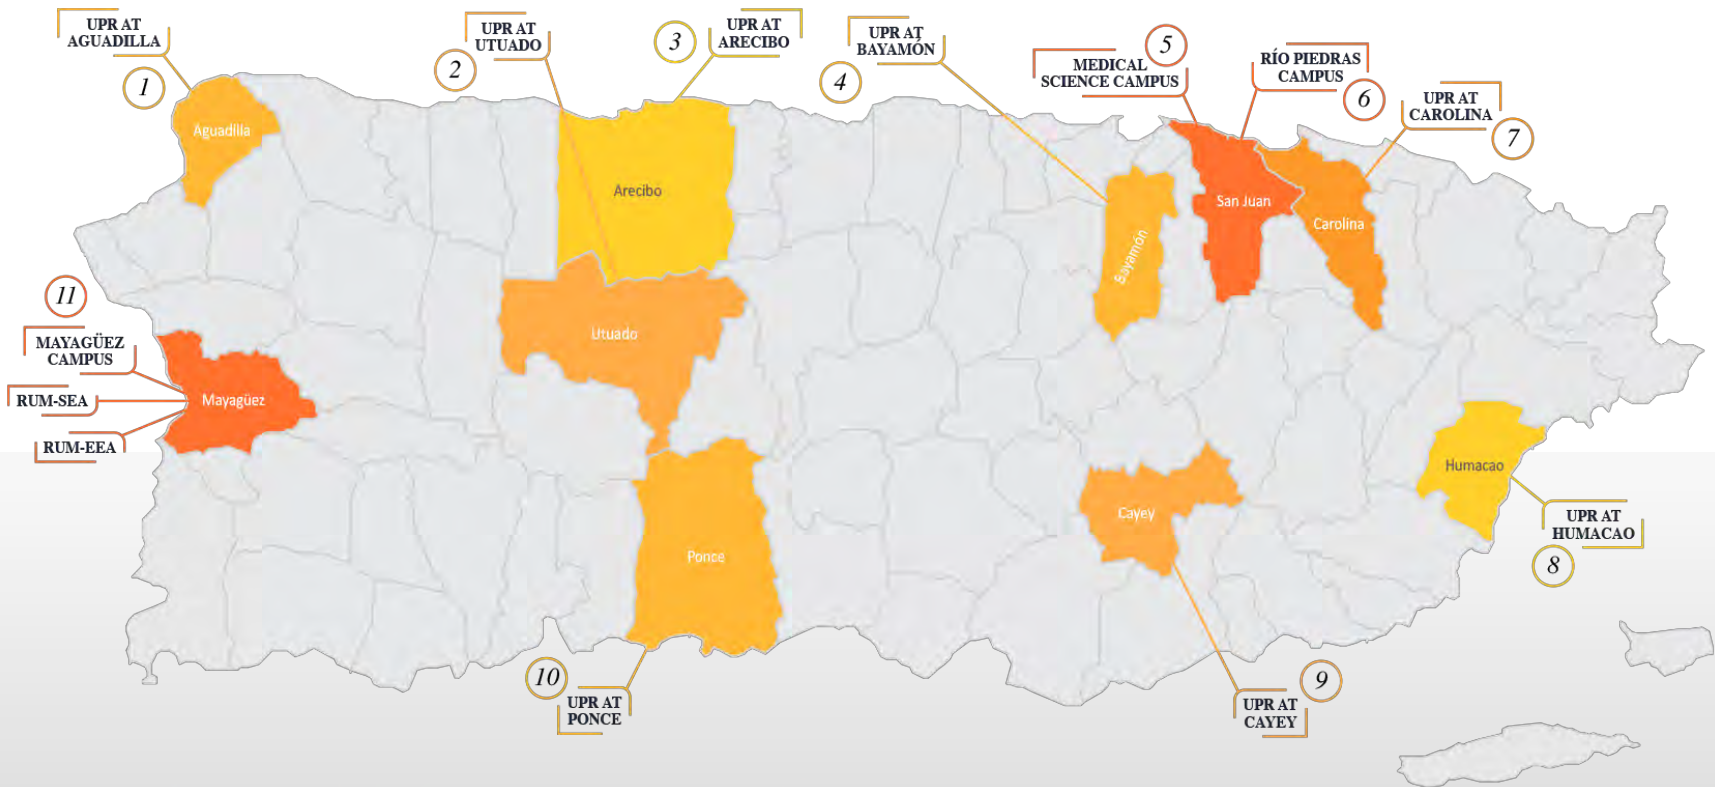 UPR AT
AGUADILLA
1
UPR AT
UTUADO
2
3
UPR AT
ARECIBO
4
UPR AT
BAYAMÓN
5
MEDICAL
SCIENCE CAMPUS
RÍO PIEDRAS
CAMPUS
6
UPR AT
CAROLINA
7
Aguadilla
Arecibo
San Juan
Carolina
Bayamón
11
MAYAGÜEZ
CAMPUS
RUM-SEA
RUM-EEA
Mayagüez
Utuado
Humacao
Cayey
Ponce
UPR AT
HUMACAO
8
10
UPR AT
PONCE
9
UPR AT
CAYEY